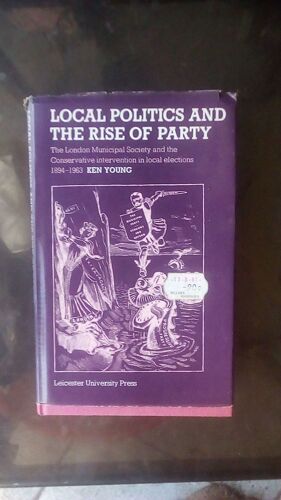 LOCAL POLITICS AND
THE RISE OF PARTY
The London Municipal Society and the
Conservative intervention in local elections
1894–1963 KEN YOUNG
Leicester University Press